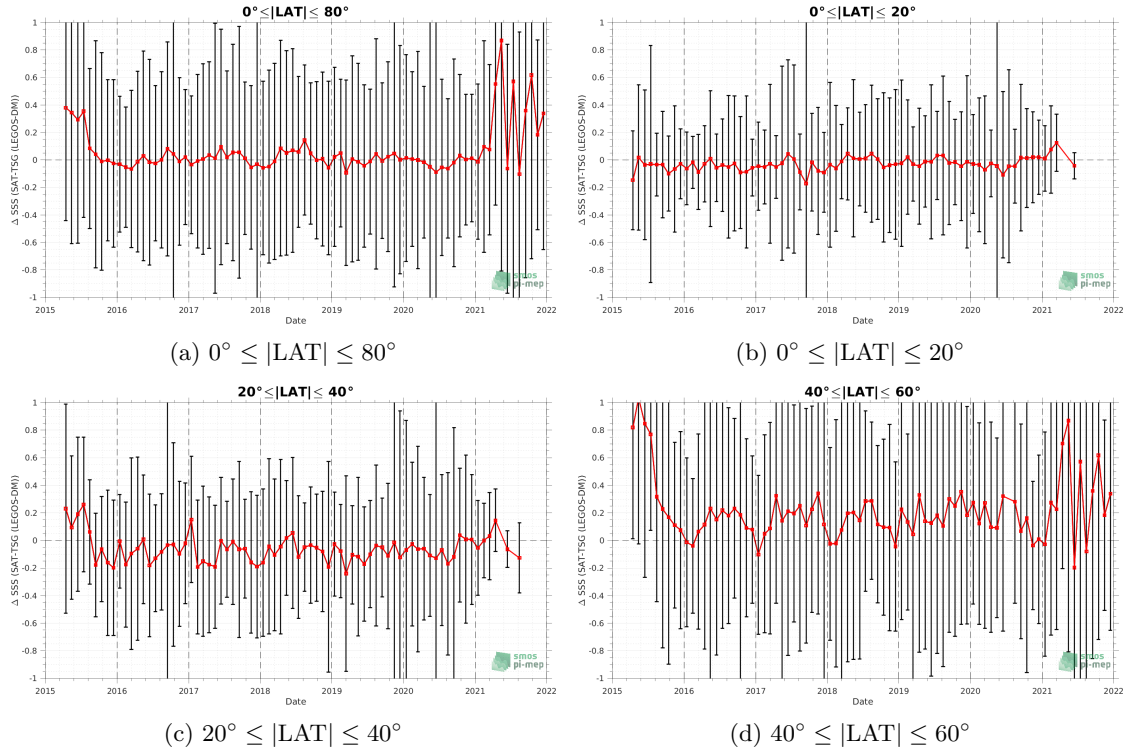 0°≤|LAT|≤ 80°
Δ SSS (SAT-TSG (LEGOS-DM))
1
0.8
0.6
0.4
0.2
0
-0.2
-0.4
-0.6
-0.8
-1
2015 2016 2017 2018 2019 2020 2021 2022
Date
smos
pi-mep
(a) 0° ≤ |LAT| ≤ 80°
0°≤|LAT|≤ 20°
Δ SSS (SAT-TSG (LEGOS-DM))
1
0.8
0.6
0.4
0.2
0
-0.2
-0.4
-0.6
-0.8
-1
2015 2016 2017 2018 2019 2020 2021 2022
Date
smos
pi-mep
(b) 0° ≤ |LAT| ≤ 20°
20°≤|LAT|≤ 40°
Δ SSS (SAT-TSG (LEGOS-DM))
1
0.8
0.6
0.4
0.2
0
-0.2
-0.4
-0.6
-0.8
-1
2015 2016 2017 2018 2019 2020 2021 2022
Date
smos
pi-mep
(c) 20° ≤ |LAT| ≤ 40°
40°≤|LAT|≤ 60°
Δ SSS (SAT-TSG (LEGOS-DM))
1
0.8
0.6
0.4
0.2
0
-0.2
-0.4
-0.6
-0.8
-1
2015 2016 2017 2018 2019 2020 2021 2022
Date
smos
pi-mep
(d) 40° ≤ |LAT| ≤ 60°